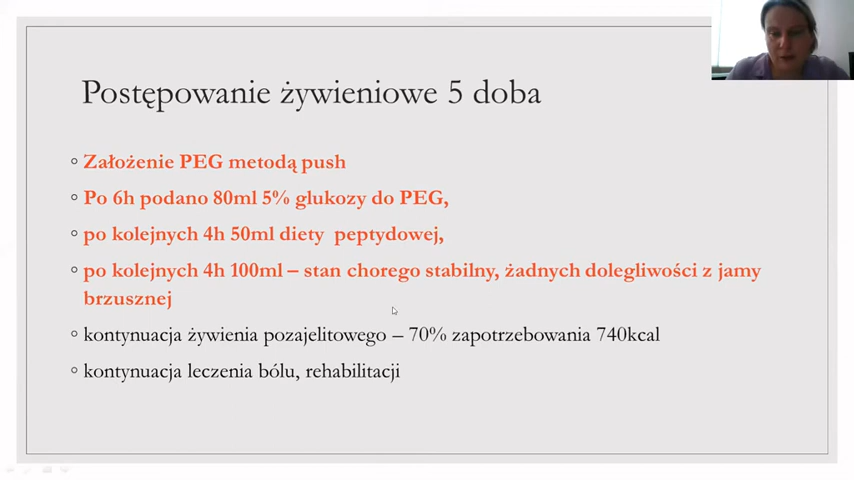 Postępowanie żywieniowe 5 doba
Założenie PEG metodą push
Po 6h podano 80ml 5% glukozy do PEG,
po kolejnych 4h 50ml diety peptydowej,
po kolejnych 4h 100ml – stan chorego stabilny, żadnych dolegliwości z jamy
brzusznej
kontynuacja żywienia pozajelitowego – 70% zapotrzebowania 740kcal
kontynuacja leczenia bólu, rehabilitacji